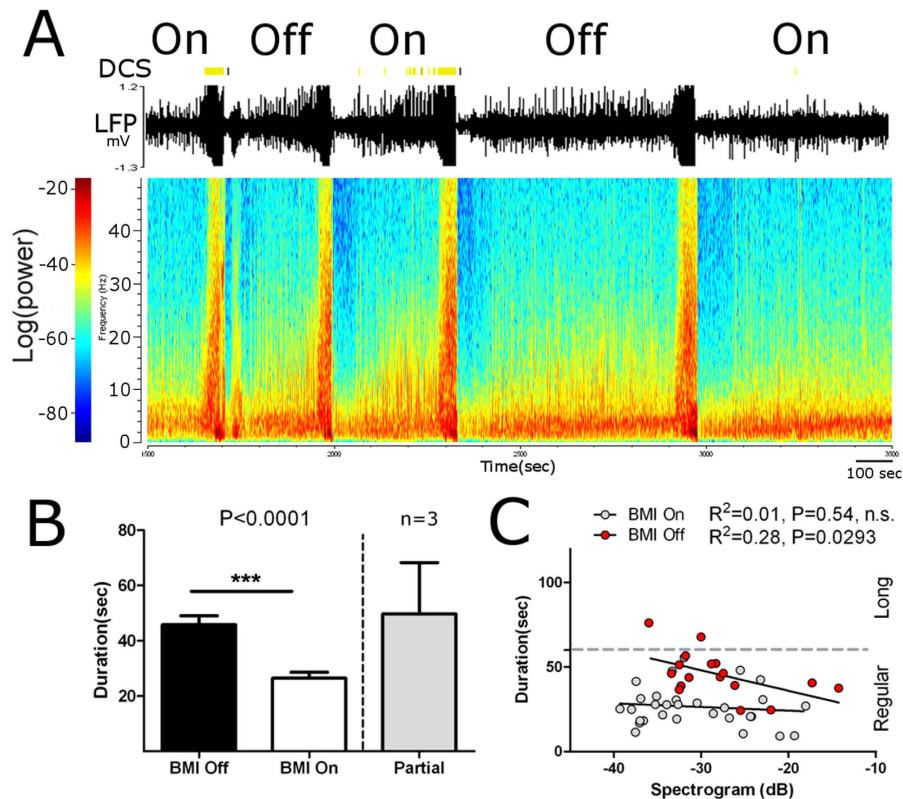 A
On Off On Off On
DCS
1.2
LFP
mV
-1.3
Log(power)
-20
-40
-60
-80
Frequency (Hz)
40
30
20
10
0
1500 2000 2500 3000 3500
Time(sec)
100 sec
B
P<0.0001 n=3
***
Duration(sec)
80
60
40
20
BMI Off BMI On Partial
C
BMI On R²=0.01, P=0.54, n.s.
BMI Off R²=0.28, P=0.0293
Duration(sec)
100
50
0
Long
Regular
-40 -30 -20 -10
Spectrogram (dB)